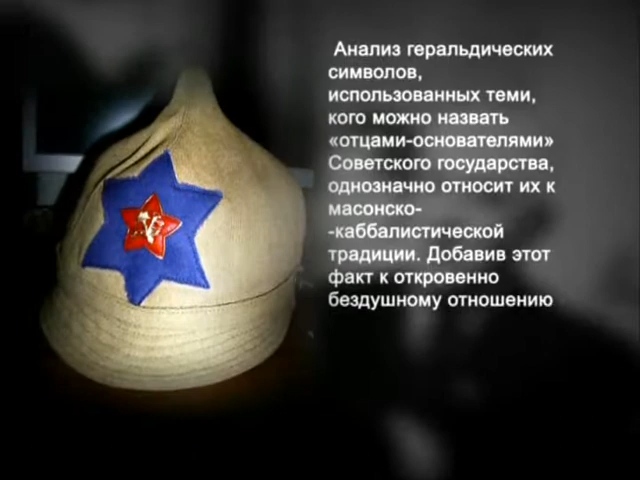 Анализ геральдических
символов,
использованных теми,
кого можно назвать
«отцами-основателями»
Советского государства,
однозначно относит их к
масонско-
-каббалистической
традиции. Добавив этот
факт к откровенно
бездушному отношению